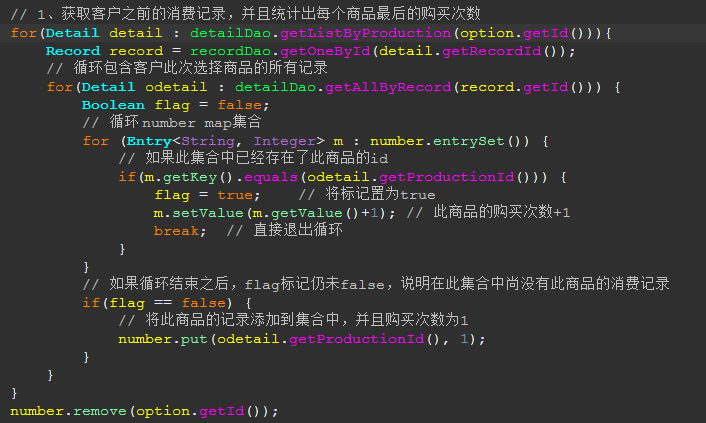 // 1、获取客户之前的消费记录，并且统计出每个商品最后的购买次数
for(Detail detail : detailDao.getListByProduction(option.getId())){
    Record record = recordDao.getOneById(detail.getRecordId());
    // 循环包含客户此次选择商品的所有记录
    for(Detail odetail : detailDao.getAllByRecord(record.getId())) {
        Boolean flag = false;
        // 循环number map集合
        for (Entry<String, Integer> m : number.entrySet()) {
            // 如果此集合中已经存在了此商品的id
            if(m.getKey().equals(odetail.getProductionId())) {
                flag = true;    // 将标记置为true
                m.setValue(m.getValue()+1); // 此商品的购买次数+1
                break;  // 直接退出循环
            }
        }
        // 如果循环结束之后，flag标记仍未false，说明在此集合中尚没有此商品的消费记录
        if(flag == false) {
            // 将此商品的记录添加到集合中，并且购买次数为1
            number.put(odetail.getProductionId(), 1);
        }
    }
}
number.remove(option.getId());